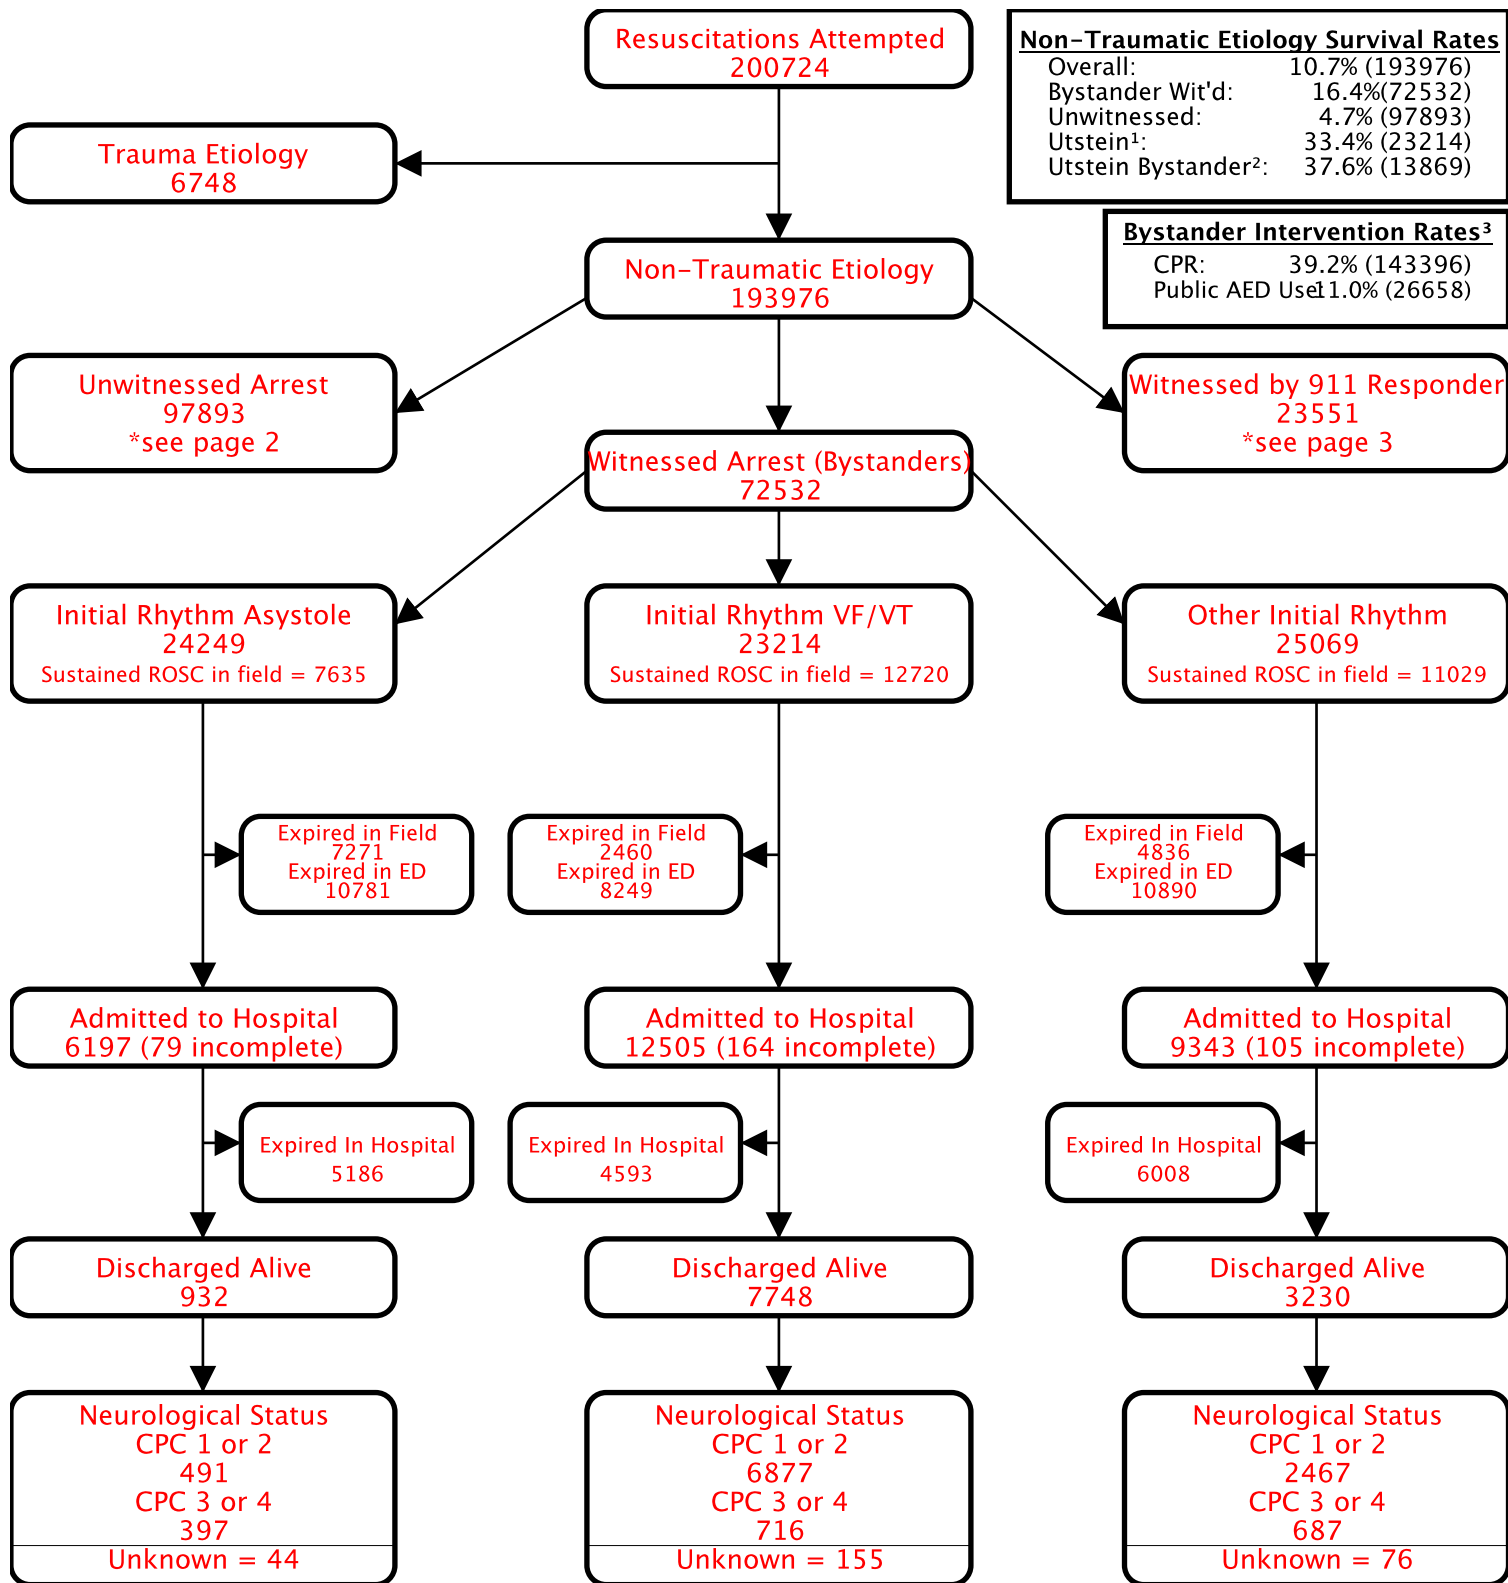 Resuscitations Attempted
200724
Non-Traumatic Etiology Survival Rates
Overall: 10.7% (193976)
Bystander Wit'd: 16.4%(72532)
Unwitnessed: 4.7% (97893)
Utstein¹: 33.4% (23214)
Utstein Bystander²: 37.6% (13869)
Trauma Etiology
6748
Bystander Intervention Rates³
CPR: 39.2% (143396)
Public AED Use: 11.0% (26658)
Non-Traumatic Etiology
193976
Unwitnessed Arrest
97893
*see page 2
Witnessed by 911 Responder
23551
*see page 3
Witnessed Arrest (Bystanders)
72532
Initial Rhythm Asystole
24249
Sustained ROSC in field = 7635
Initial Rhythm VF/VT
23214
Sustained ROSC in field = 12720
Other Initial Rhythm
25069
Sustained ROSC in field = 11029
Expired in Field
7271
Expired in ED
10781
Expired in Field
2460
Expired in ED
8249
Expired in Field
4836
Expired in ED
10890
Admitted to Hospital
6197 (79 incomplete)
Admitted to Hospital
12505 (164 incomplete)
Admitted to Hospital
9343 (105 incomplete)
Expired In Hospital
5186
Expired In Hospital
4593
Expired In Hospital
6008
Discharged Alive
932
Discharged Alive
7748
Discharged Alive
3230
Neurological Status
CPC 1 or 2
491
CPC 3 or 4
397
Unknown = 44
Neurological Status
CPC 1 or 2
6877
CPC 3 or 4
716
Unknown = 155
Neurological Status
CPC 1 or 2
2467
CPC 3 or 4
687
Unknown = 76